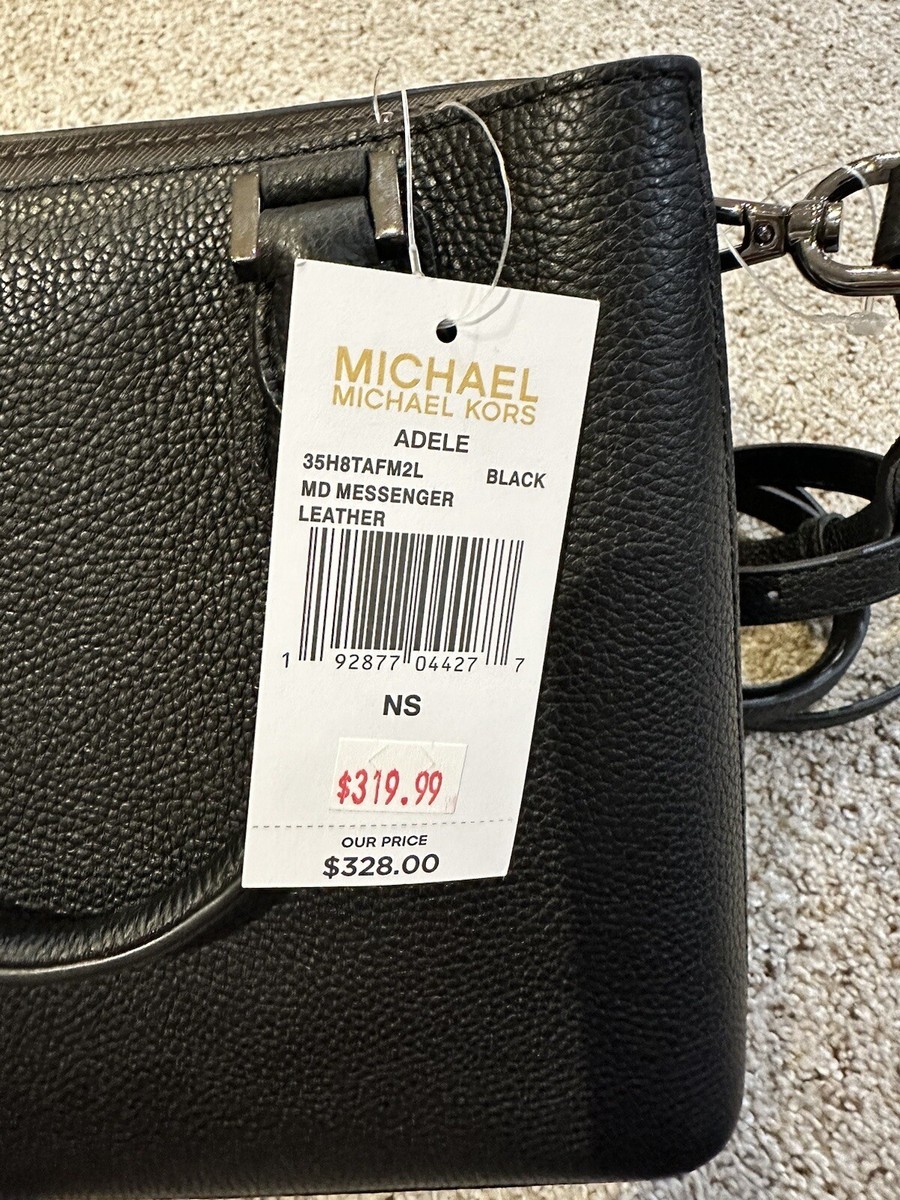 MICHAEL
MICHAEL KORS
ADELE
35H8TAFM2L BLACK
MD MESSENGER
LEATHER
1 92877 04427 7
NS
$319.99
OUR PRICE
$328.00